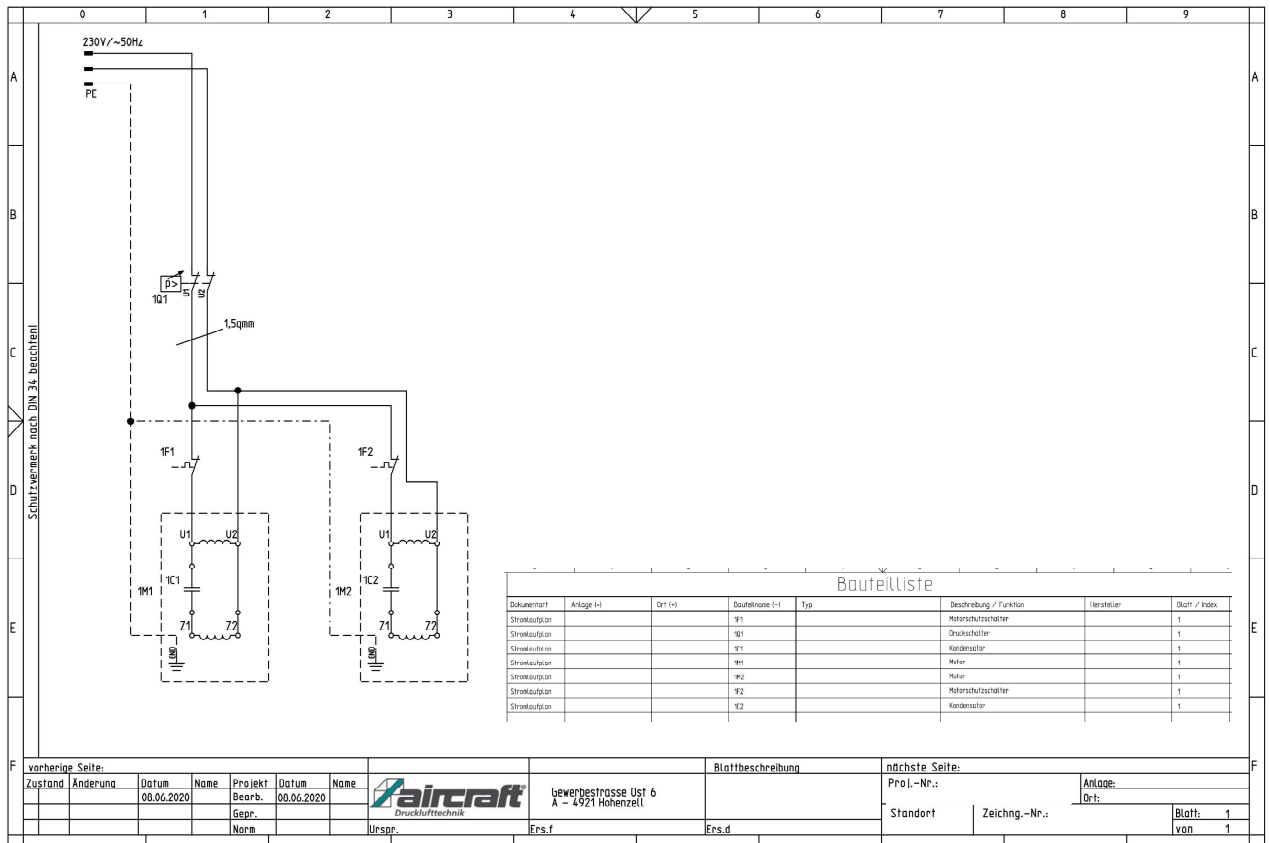 0 1 2 3 4 5 6 7 8 9
230V/~50Hz
A A
PE
B B
p>
U1 U2
1Q1
1,5qmm
C C
Schutzvermerk nach DIN 34 beachten!
1F1 1F2
D D
U1 U2 U1 U2
1C1 1C2
1M1 1M2
Z1 Z2 Z1 Z2
GND GND
E E
Bauteilliste
Dokumentart Anlage (=) Ort (+) Bauteilname (-) Typ Beschreibung / Funktion Hersteller Blatt / Index
Stromlaufplan 1F1 Motorschutzschalter 1
Stromlaufplan 1Q1 Druckschalter 1
Stromlaufplan 1C1 Kondensator 1
Stromlaufplan 1M1 Motor 1
Stromlaufplan 1M2 Motor 1
Stromlaufplan 1F2 Motorschutzschalter 1
Stromlaufplan 1C2 Kondensator 1
F F
vorherige Seite: Blattbeschreibung nächste Seite:
Zustand Änderung Datum Name Projekt Datum Name
08.06.2020 Bearb. 08.06.2020
Gepr.
Norm
aircraft
Drucklufttechnik
Gewerbestrasse Ust 6
A - 4921 Hohenzell
Urspr. Ers.f Ers.d
Proj.-Nr.: Anlage:
Ort:
Standort Zeichng.-Nr.: Blatt: 1
von 1